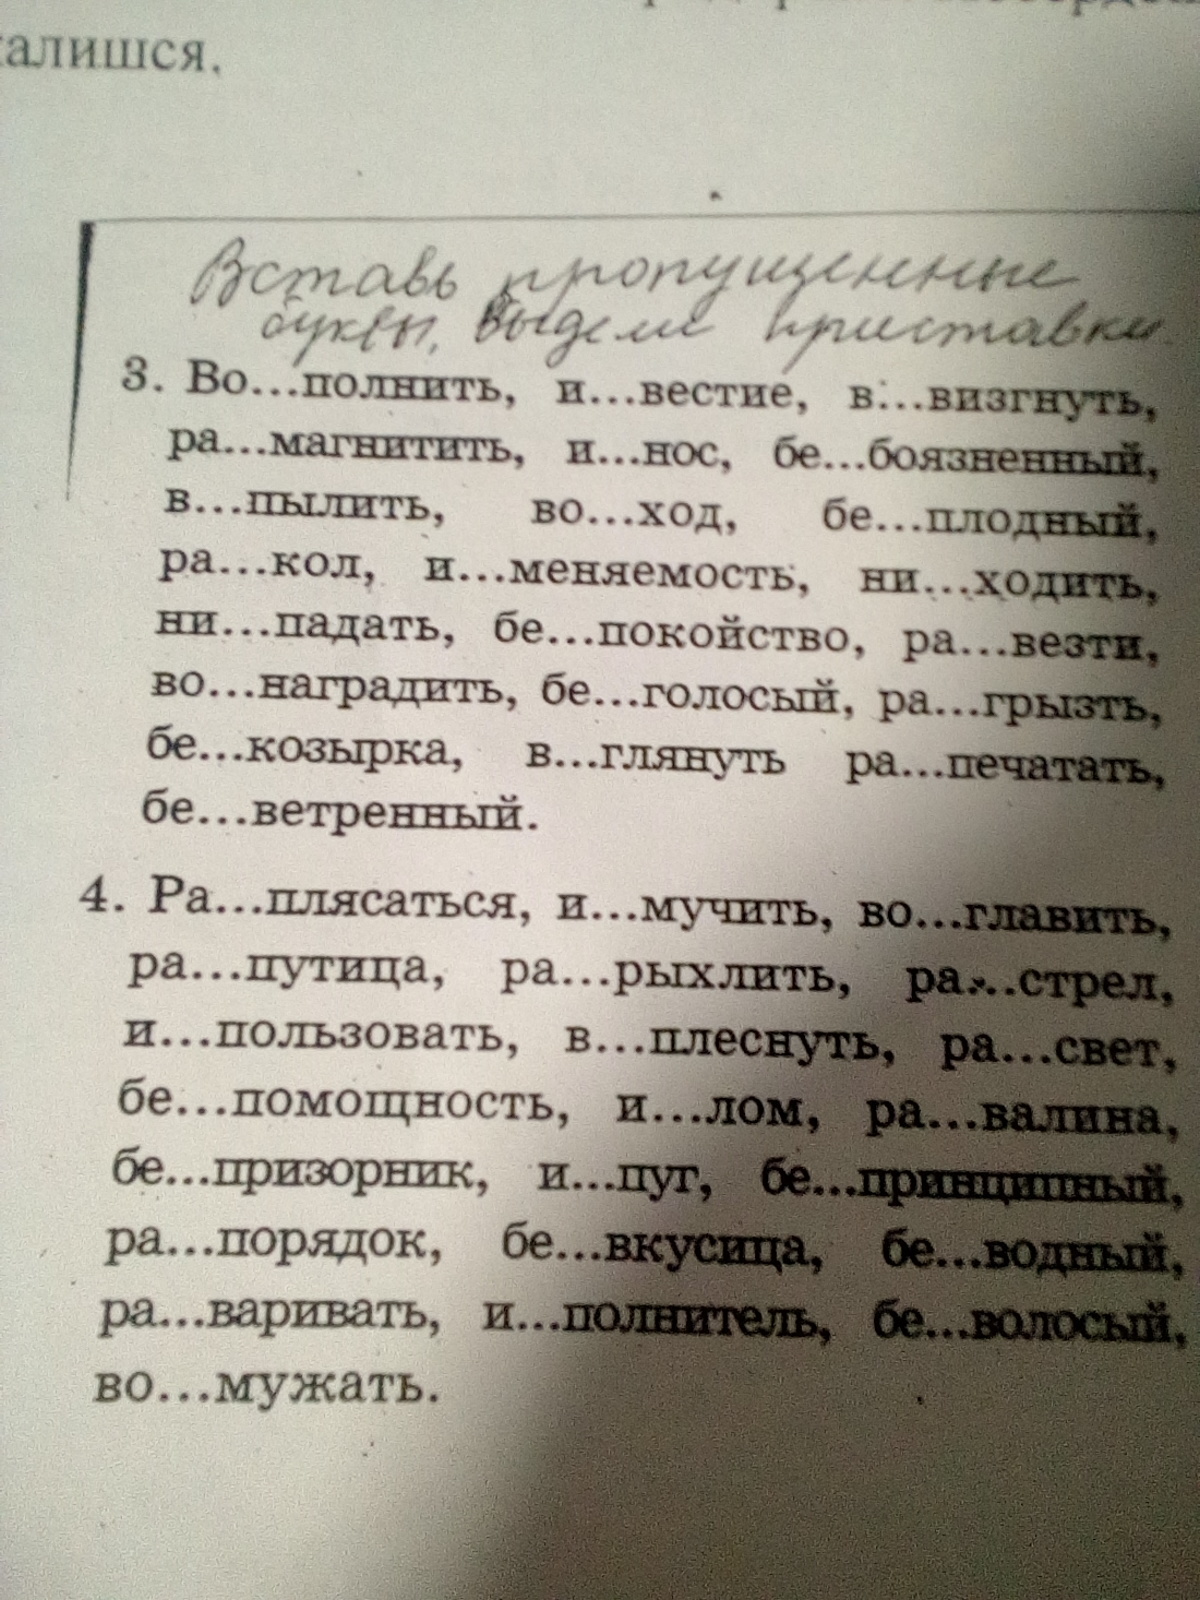 калишся.
Вставь пропущенные
буквы, выдели приставки.
3. Во...полнить, и...вестие, в...визгнуть,
ра...магнитить, и...нос, бе...боязненный,
в...пылить, во...ход, бе...плодный,
ра...кол, и...меняемость, ни...ходить,
ни...падать, бе...покойство, ра...везти,
во...наградить, бе...голосый, ра...грызть,
бе...козырка, в...глянуть ра...печатать,
бе...ветренный.
4. Ра...плясаться, и...мучить, во...главить,
ра...путица, ра...рыхлить, ра...стрел,
и...пользовать, в...плеснуть, ра...свет,
бе...помощность, и...лом, ра...валина,
бе...призорник, и...пуг, бе...принципный,
ра...порядок, бе...вкусица, бе...водный,
ра...варивать, и...полнитель, бе...волосый,
во...мужать.